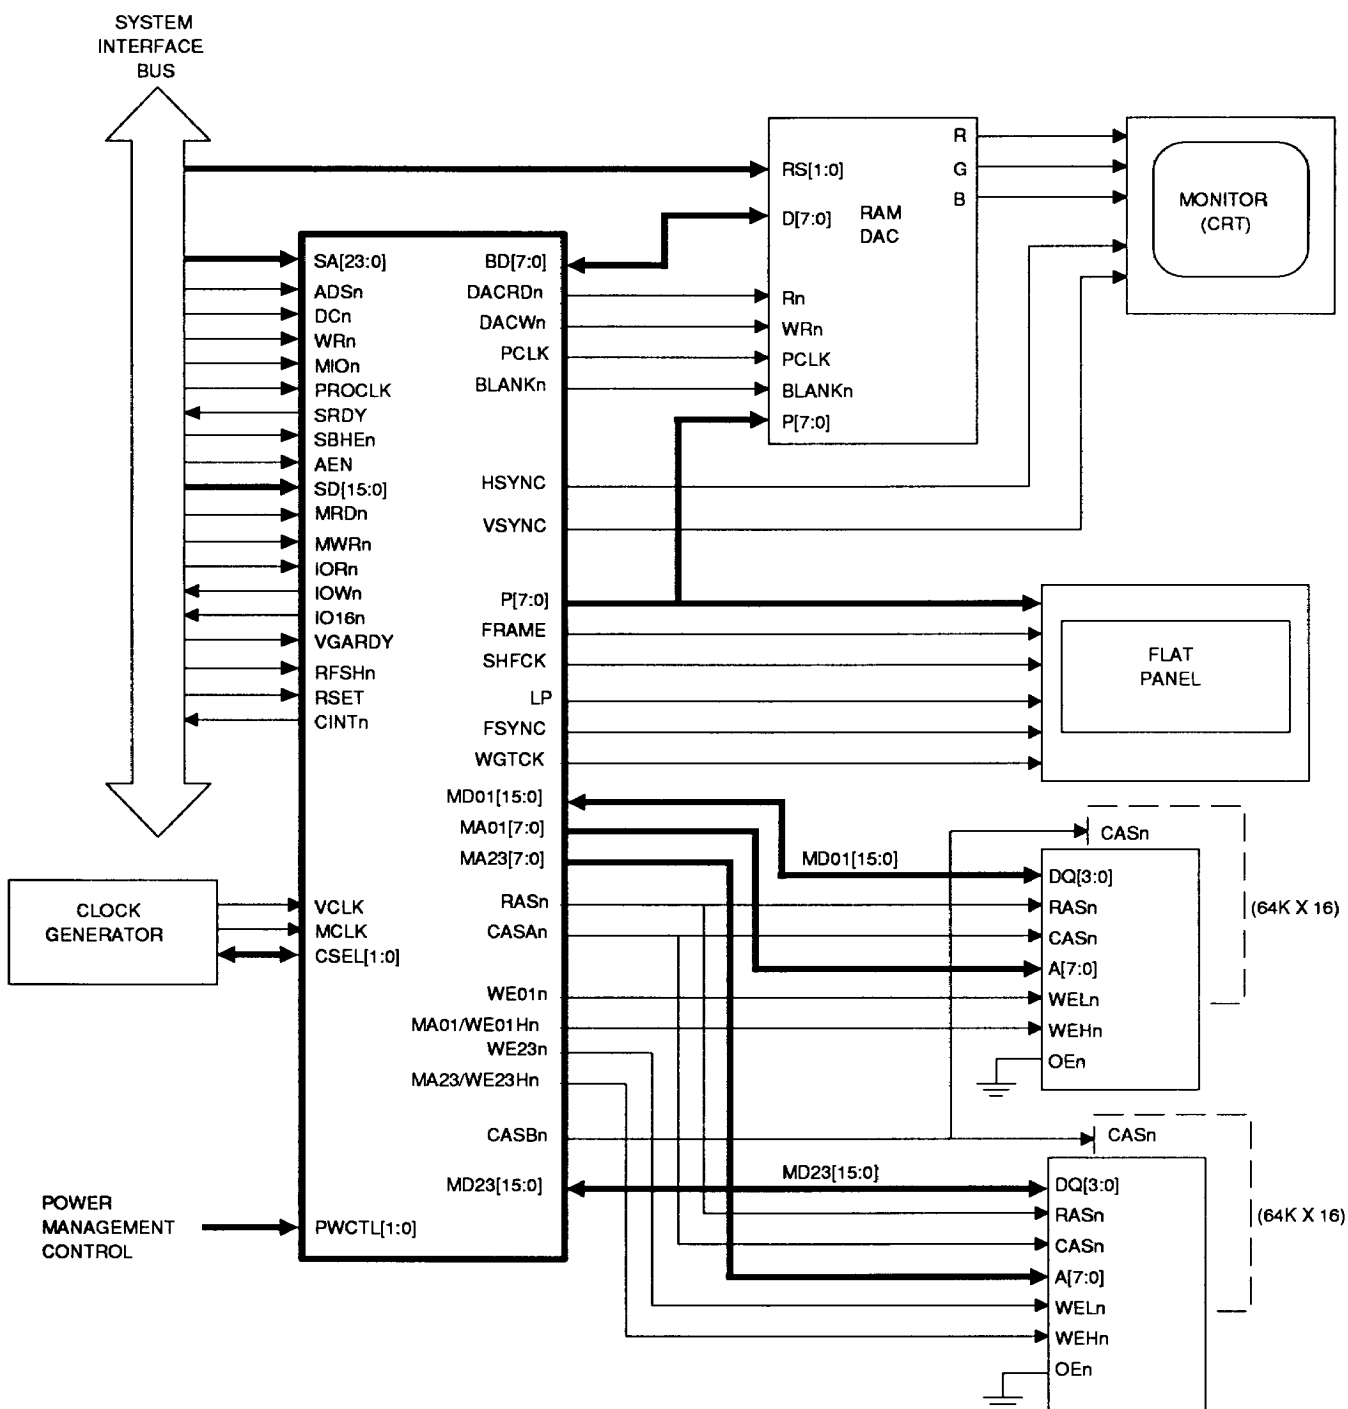 SYSTEM
INTERFACE
BUS
RS[1:0]
D[7:0]
RAM
DAC
R
G
B
Rn
WRn
PCLK
BLANKn
P[7:0]
MONITOR
(CRT)
SA[23:0]
ADSn
DCn
WRn
MIOn
PROCLK
SRDY
SBHEn
AEN
SD[15:0]
MRDn
MWRn
IORn
IOWn
IO16n
VGARDY
RFSHn
RSET
CINTn
BD[7:0]
DACRDn
DACWn
PCLK
BLANKn
HSYNC
VSYNC
P[7:0]
FRAME
SHFCK
LP
FSYNC
WGTCK
MD01[15:0]
MA01[7:0]
MA23[7:0]
RASn
CASAn
WE01n
MA01/WE01Hn
WE23n
MA23/WE23Hn
CASBn
MD23[15:0]
FLAT
PANEL
CLOCK
GENERATOR
VCLK
MCLK
CSEL[1:0]
POWER
MANAGEMENT
CONTROL
PWCTL[1:0]
MD01[15:0]
CASn
DQ[3:0]
RASn
CASn
A[7:0]
WELn
WEHn
OEn
(64K X 16)
MD23[15:0]
CASn
DQ[3:0]
RASn
CASn
A[7:0]
WELn
WEHn
OEn
(64K X 16)